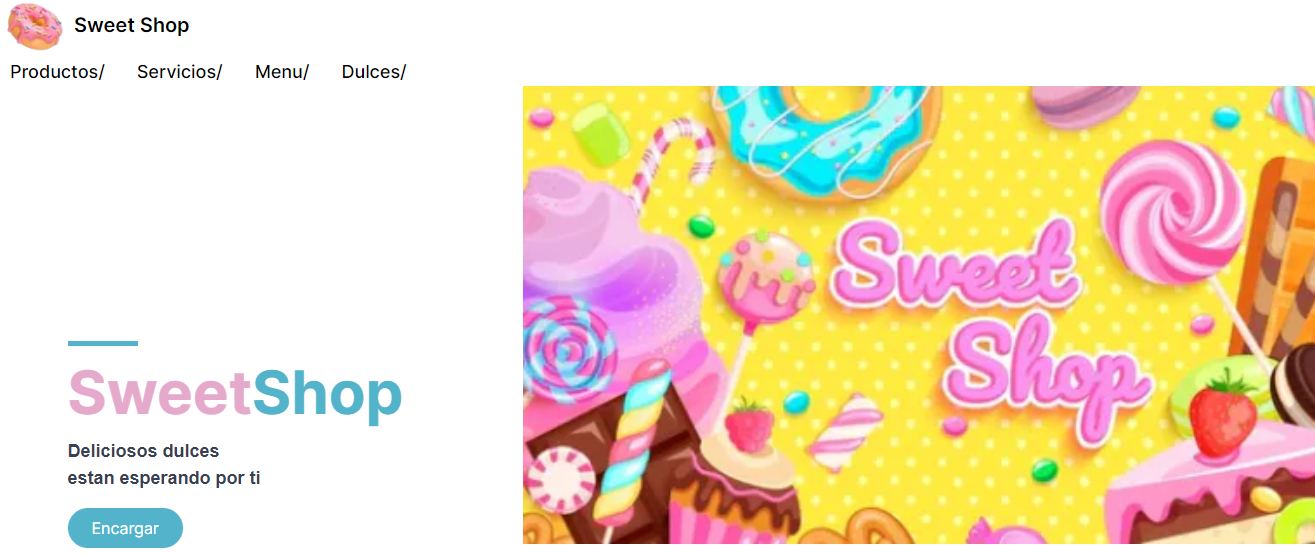 Sweet Shop
Productos/ Servicios/ Menu/ Dulces/
Sweet
Shop
SweetShop
Deliciosos dulces
estan esperando por ti
Encargar